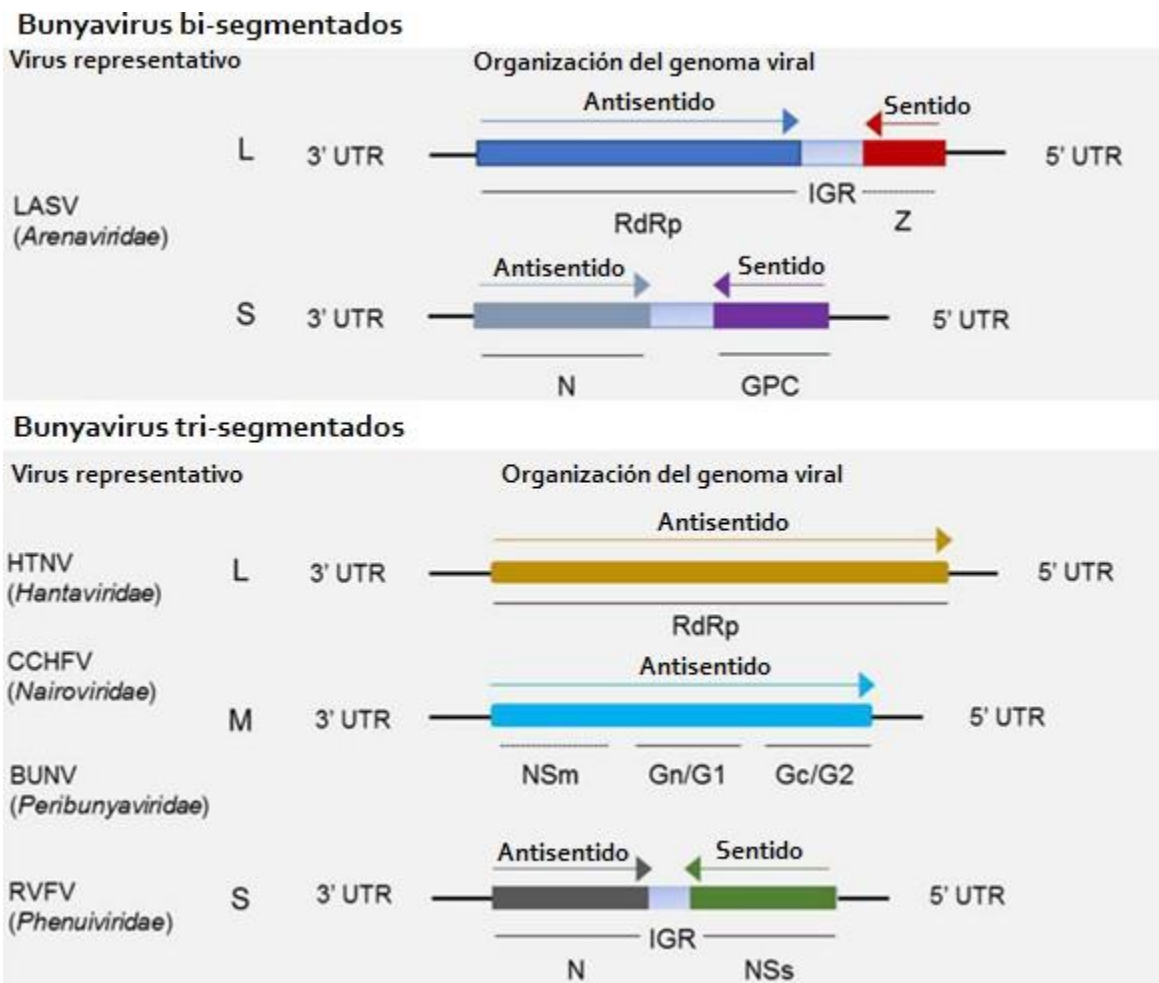 Bunyavirus bi-segmentados
Virus representativo
Organización del genoma viral
Antisentido
Sentido
L
3' UTR
5' UTR
IGR
RdRp
Z
LASV
(Arenaviridae)
Antisentido
Sentido
S
3' UTR
5' UTR
N
GPC
Bunyavirus tri-segmentados
Virus representativo
Organización del genoma viral
Antisentido
HTNV
(Hantaviridae)
L
3' UTR
5' UTR
RdRp
CCHFV
(Nairoviridae)
Antisentido
M
3' UTR
5' UTR
NSm
Gn/G1
Gc/G2
BUNV
(Peribunyaviridae)
Antisentido
Sentido
RVFV
(Phenuiviridae)
S
3' UTR
5' UTR
IGR
N
NSs